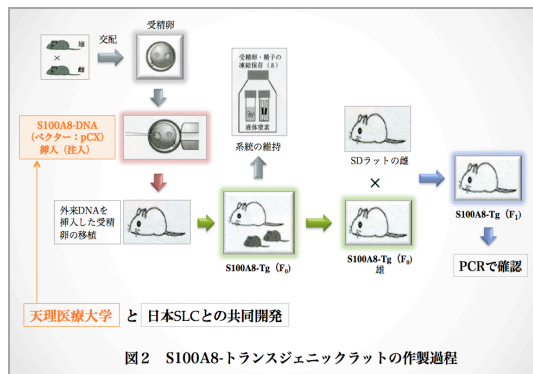 雄
×
雌
交配
受精卵
受精卵・精子の
凍結保存(8)
液体窒素
系統の維持
S100A8-DNA
(ベクター:pCX)
挿入(注入)
外来DNAを
挿入した受精
卵の移植
S100A8-Tg(F₀)
SDラットの雌
×
S100A8-Tg(F₀)
雄
S100A8-Tg(F₁)
PCRで確認
天理医療大学 と 日本SLCとの共同開発
図2 S100A8-トランスジェニックラットの作製過程